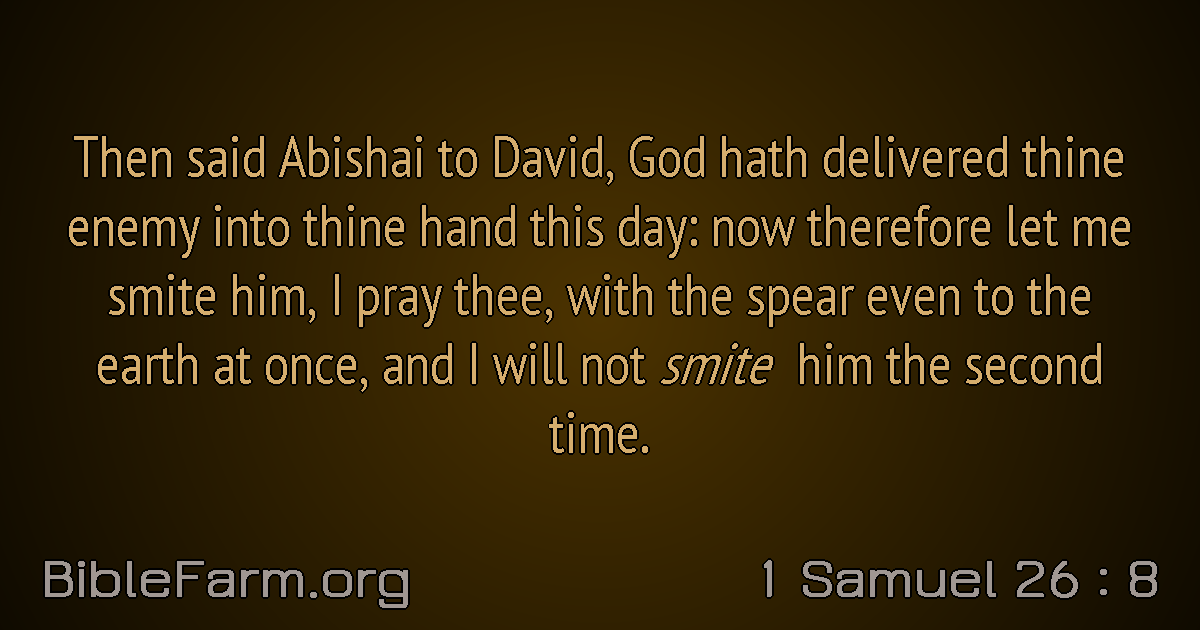 Then said Abishai to David, God hath delivered thine
enemy into thine hand this day: now therefore let me
smite him, I pray thee, with the spear even to the
earth at once, and I will not smite him the second
time.
BibleFarm.org
1 Samuel 26 : 8